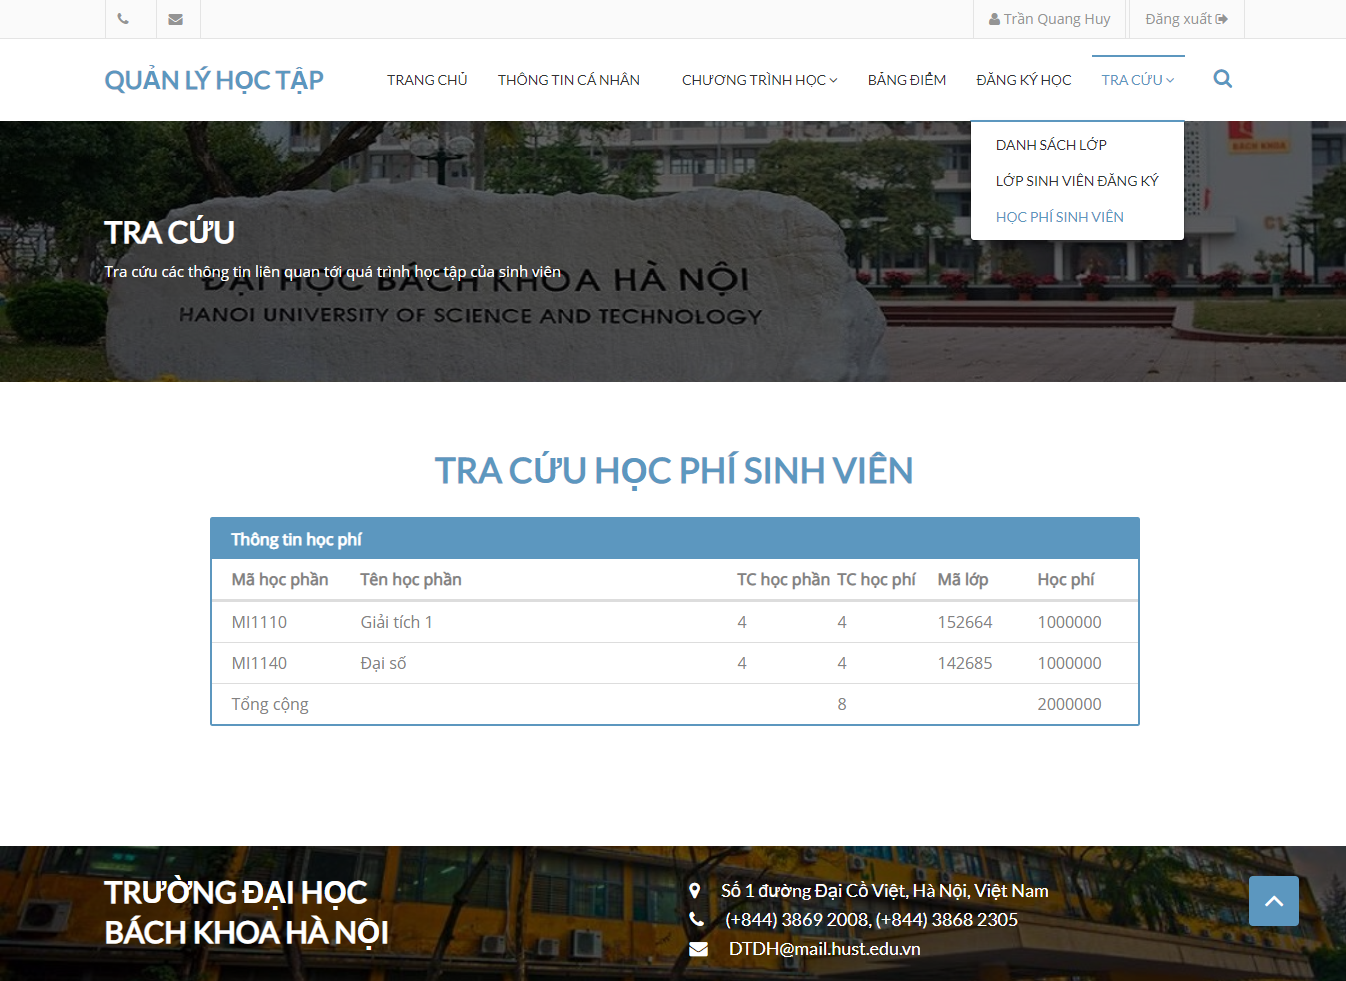 Trần Quang Huy
Đăng xuất
QUẢN LÝ HỌC TẬP
TRANG CHỦ
THÔNG TIN CÁ NHÂN
CHƯƠNG TRÌNH HỌC
BẢNG ĐIỂM
ĐĂNG KÝ HỌC
TRA CỨU
DANH SÁCH LỚP
LỚP SINH VIÊN ĐĂNG KÝ
HỌC PHÍ SINH VIÊN
BÁCH KHOA
C1
TRA CỨU
Tra cứu các thông tin liên quan tới quá trình học tập của sinh viên
ĐẠI HỌC BÁCH KHOA HÀ NỘI
HANOI UNIVERSITY OF SCIENCE AND TECHNOLOGY
TRA CỨU HỌC PHÍ SINH VIÊN
Thông tin học phí
Mã học phần Tên học phần TC học phần TC học phí Mã lớp Học phí
MI1110 Giải tích 1 4 4 152664 1000000
MI1140 Đại số 4 4 142685 1000000
Tổng cộng 8 2000000
TRƯỜNG ĐẠI HỌC
BÁCH KHOA HÀ NỘI
Số 1 đường Đại Cồ Việt, Hà Nội, Việt Nam
(+844) 3869 2008, (+844) 3868 2305
DTDH@mail.hust.edu.vn